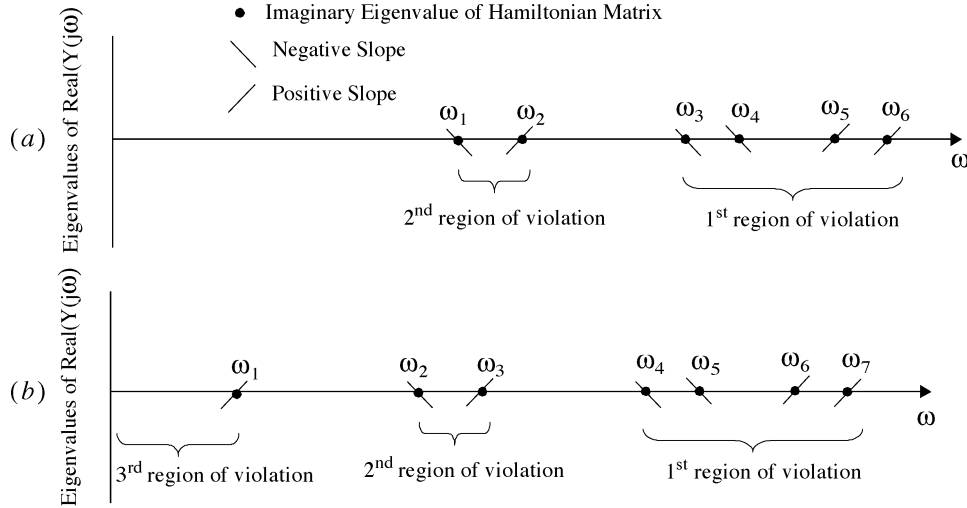 Imaginary Eigenvalue of Hamiltonian Matrix
Negative Slope
Positive Slope
Eigenvalues of Real(Y(jω)
(a)
ω1 ω2 ω3 ω4 ω5 ω6
ω
2nd region of violation
1st region of violation
Eigenvalues of Real(Y(jω)
(b)
ω1 ω2 ω3 ω4 ω5 ω6 ω7
ω
3rd region of violation
2nd region of violation
1st region of violation